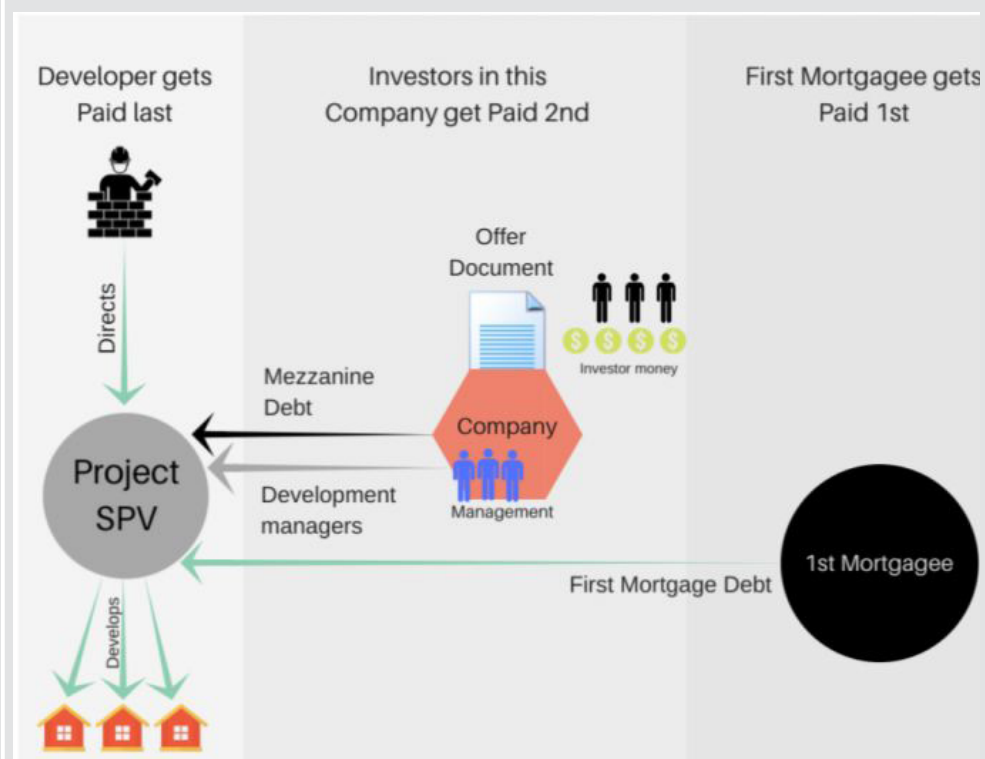 Developer gets
Paid last
Investors in this
Company get Paid 2nd
First Mortgagee gets
Paid 1st
Offer
Document
Directs
$ $ $ $
Investor money
Mezzanine
Debt
Company
Project
SPV
Development
managers
Management
1st Mortgagee
First Mortgage Debt
Develops